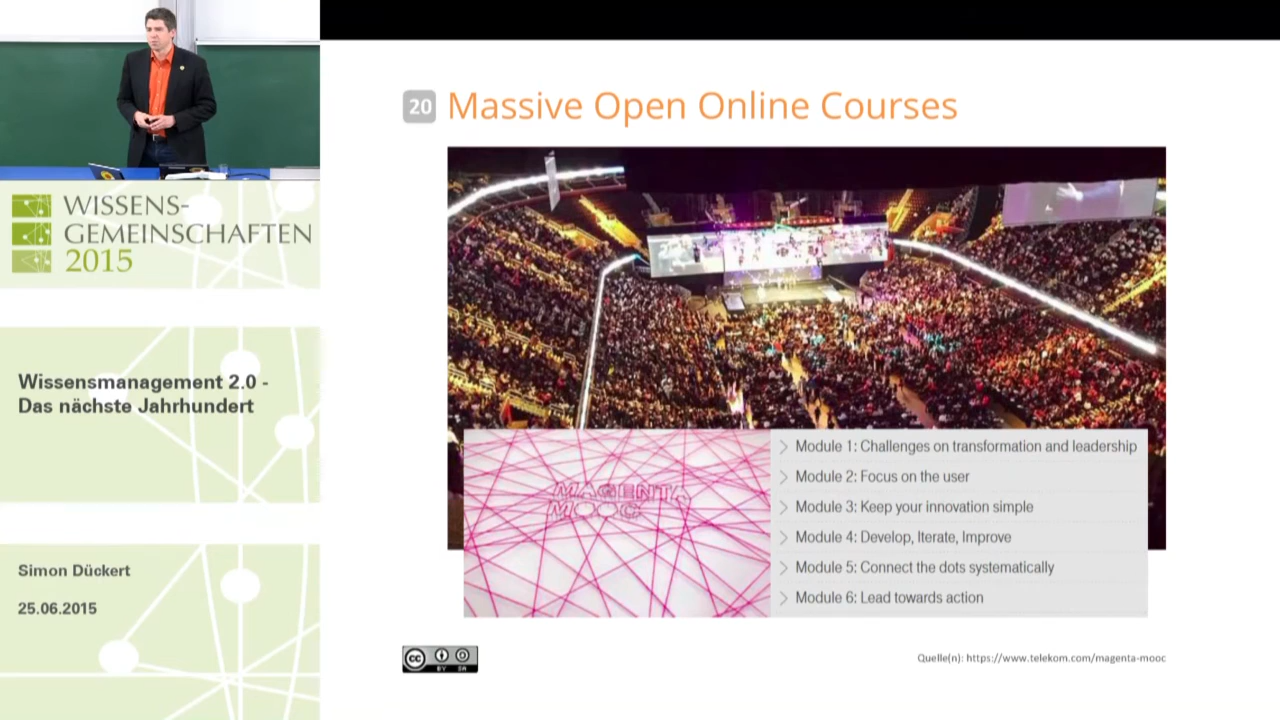 WISSENS-
GEMEINSCHAFTEN
2015
Wissensmanagement 2.0 -
Das nächste Jahrhundert
Simon Dückert
25.06.2015
20 Massive Open Online Courses
MAGENTA
MOOC
Module 1: Challenges on transformation and leadership
Module 2: Focus on the user
Module 3: Keep your innovation simple
Module 4: Develop, Iterate, Improve
Module 5: Connect the dots systematically
Module 6: Lead towards action
cc BY SA
Quelle(n): https://www.telekom.com/magenta-mooc